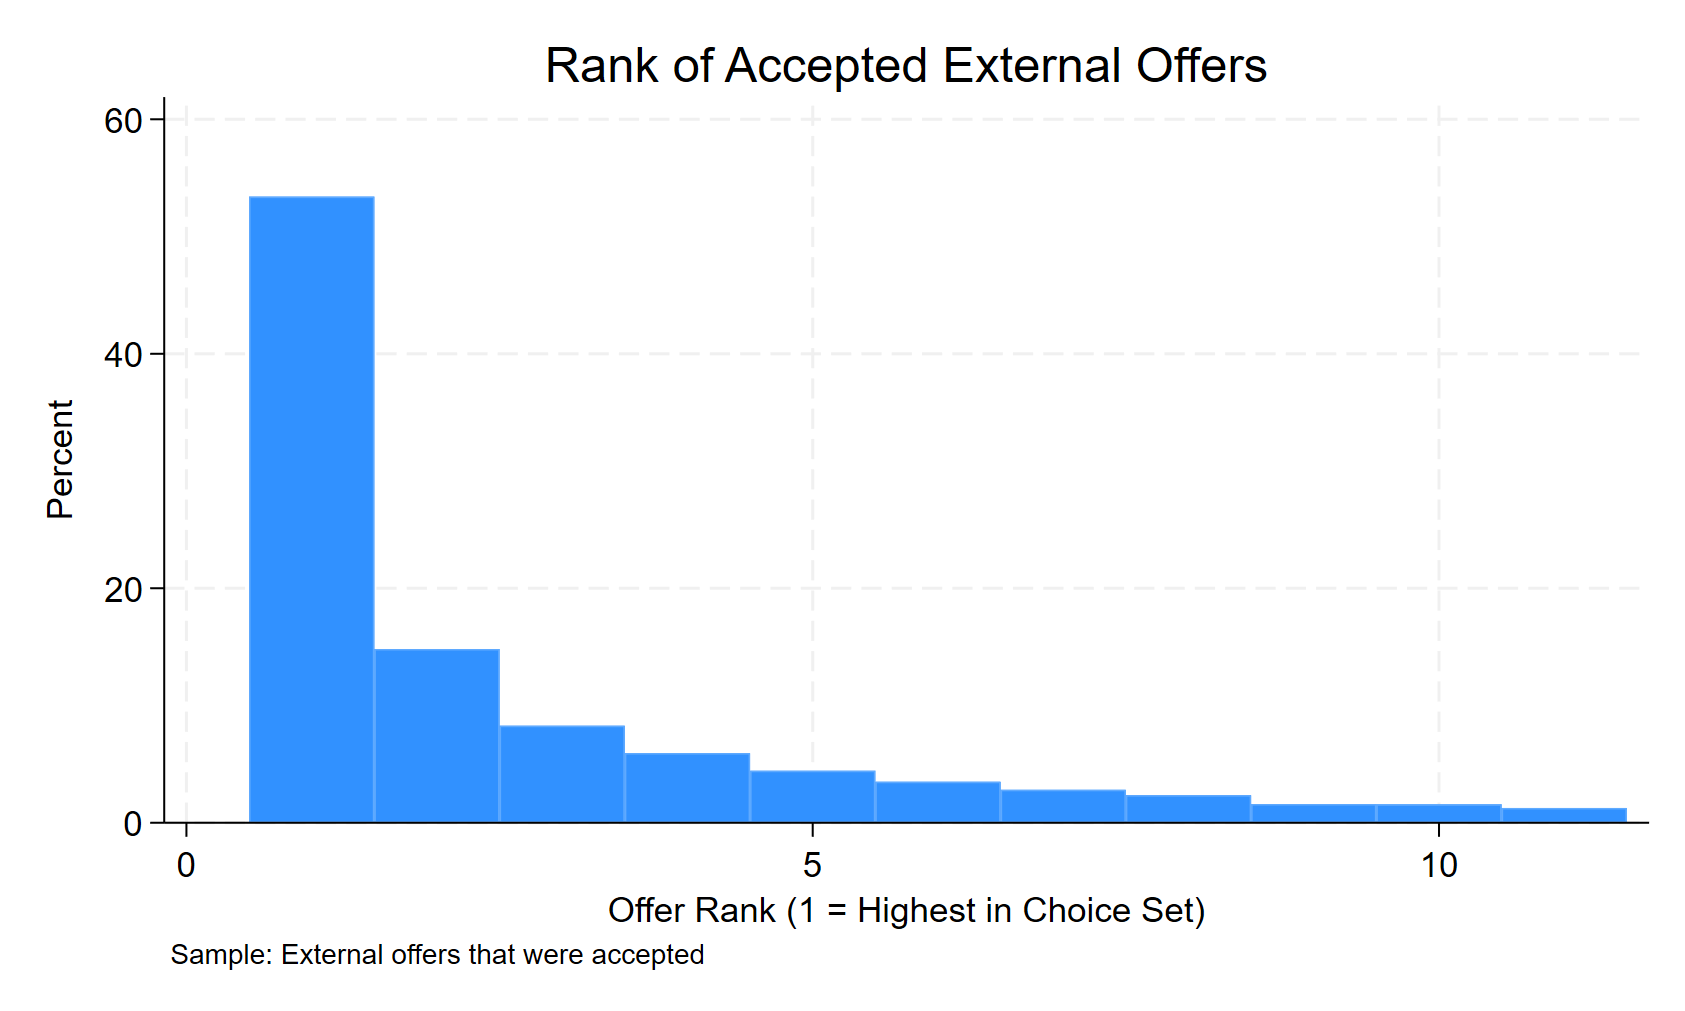 Rank of Accepted External Offers
60
40
20
0
Percent
0 5 10
Offer Rank (1 = Highest in Choice Set)
Sample: External offers that were accepted